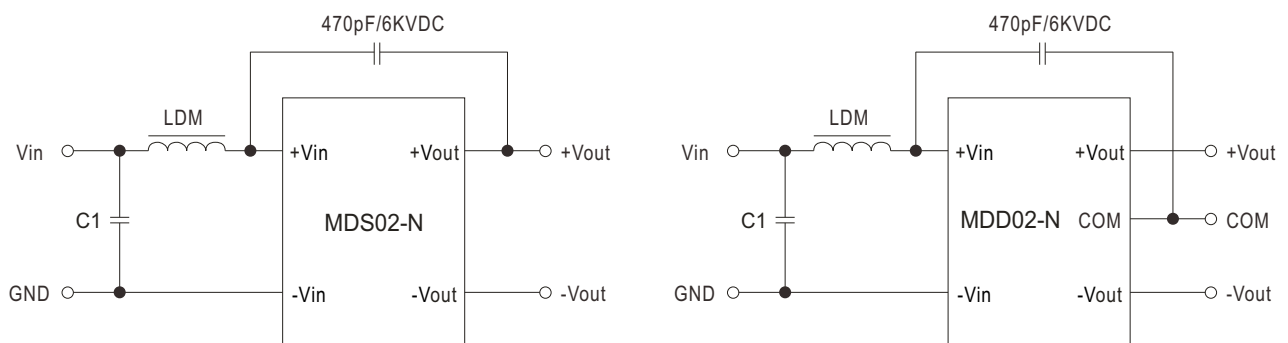 470pF/6KVDC
LDM
Vin
+Vin
+Vout
+Vout
C1
MDS02-N
GND
-Vin
-Vout
-Vout
470pF/6KVDC
LDM
Vin
+Vin
+Vout
+Vout
C1
MDD02-N
COM
COM
GND
-Vin
-Vout
-Vout